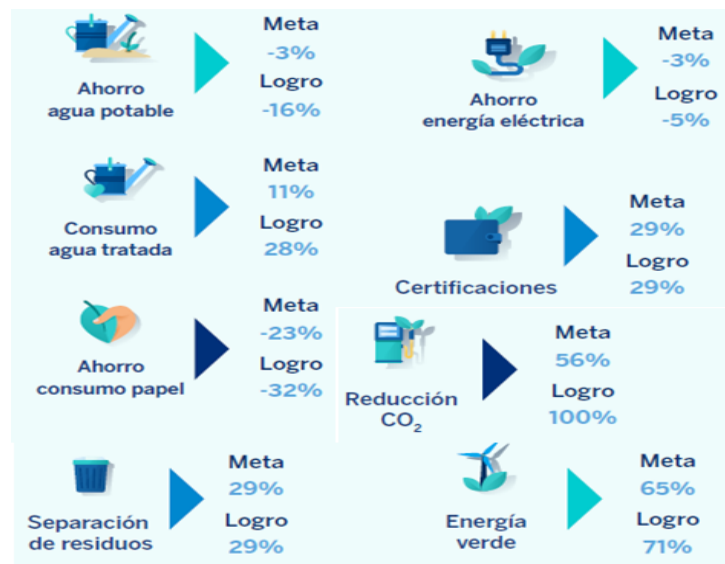 Ahorro
agua potable
Meta
-3%
Logro
-16%
Ahorro
energía eléctrica
Meta
-3%
Logro
-5%
Consumo
agua tratada
Meta
11%
Logro
28%
Certificaciones
Meta
29%
Logro
29%
Ahorro
consumo papel
Meta
-23%
Logro
-32%
Reducción
CO₂
Meta
56%
Logro
100%
Separación
de residuos
Meta
29%
Logro
29%
Energía
verde
Meta
65%
Logro
71%